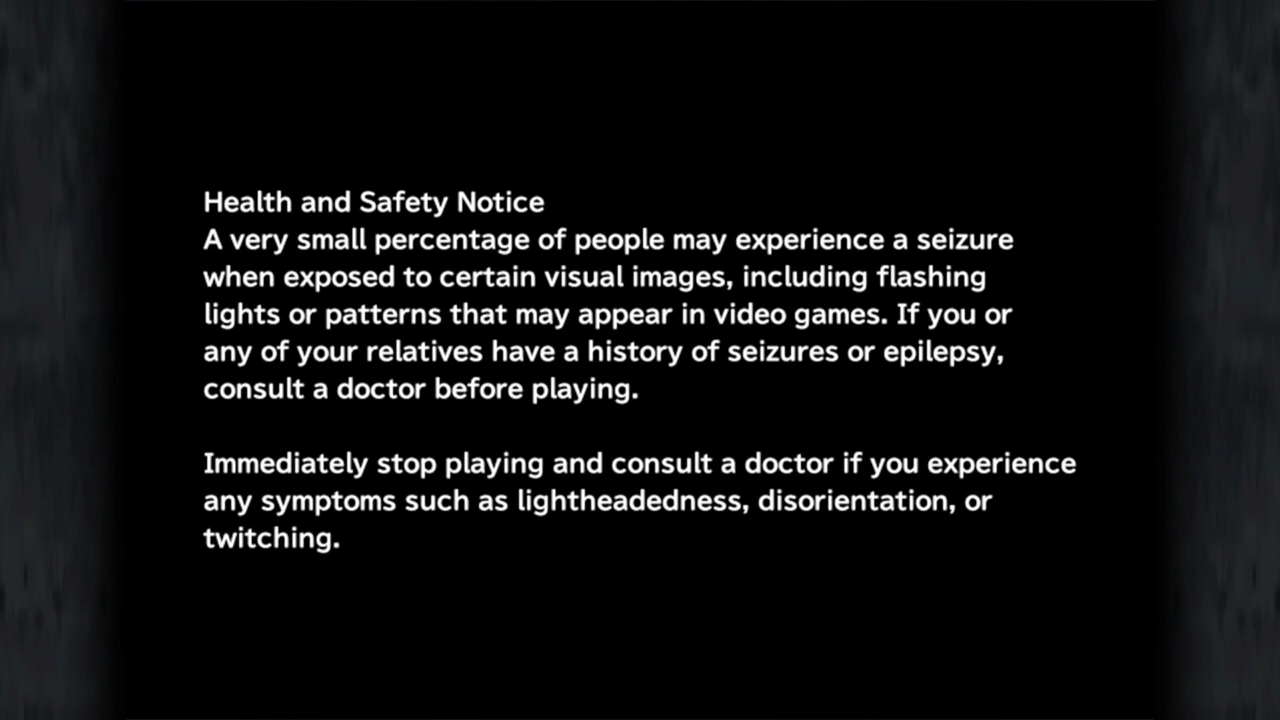 Health and Safety Notice
A very small percentage of people may experience a seizure
when exposed to certain visual images, including flashing
lights or patterns that may appear in video games. If you or
any of your relatives have a history of seizures or epilepsy,
consult a doctor before playing.
Immediately stop playing and consult a doctor if you experience
any symptoms such as lightheadedness, disorientation, or
twitching.